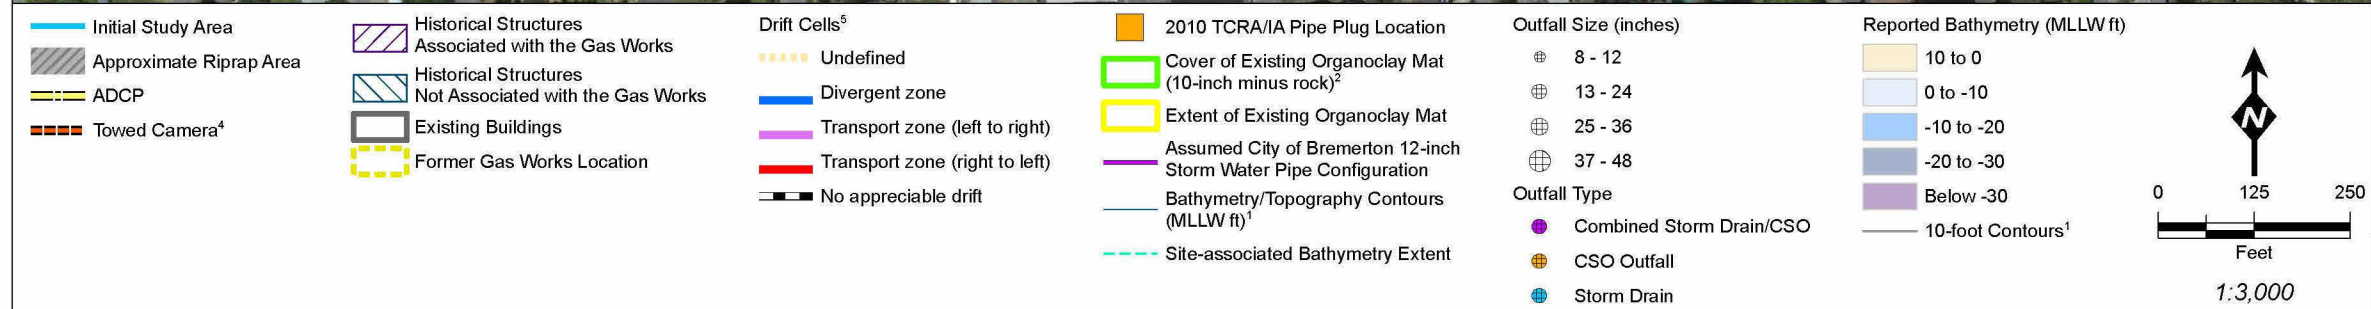 Initial Study Area
Approximate Riprap Area
ADCP
Towed Camera4
Historical Structures
Associated with the Gas Works
Historical Structures
Not Associated with the Gas Works
Existing Buildings
Former Gas Works Location
Drift Cells5
Undefined
Divergent zone
Transport zone (left to right)
Transport zone (right to left)
No appreciable drift
2010 TCRA/IA Pipe Plug Location
Cover of Existing Organoclay Mat
(10-inch minus rock)2
Extent of Existing Organoclay Mat
Assumed City of Bremerton 12-inch
Storm Water Pipe Configuration
Bathymetry/Topography Contours
(MLLW ft)1
Site-associated Bathymetry Extent
Outfall Size (inches)
8 - 12
13 - 24
25 - 36
37 - 48
Outfall Type
Combined Storm Drain/CSO
CSO Outfall
Storm Drain
Reported Bathymetry (MLLW ft)
10 to 0
0 to -10
-10 to -20
-20 to -30
Below -30
10-foot Contours1
N
0 125 250
Feet
1:3,000